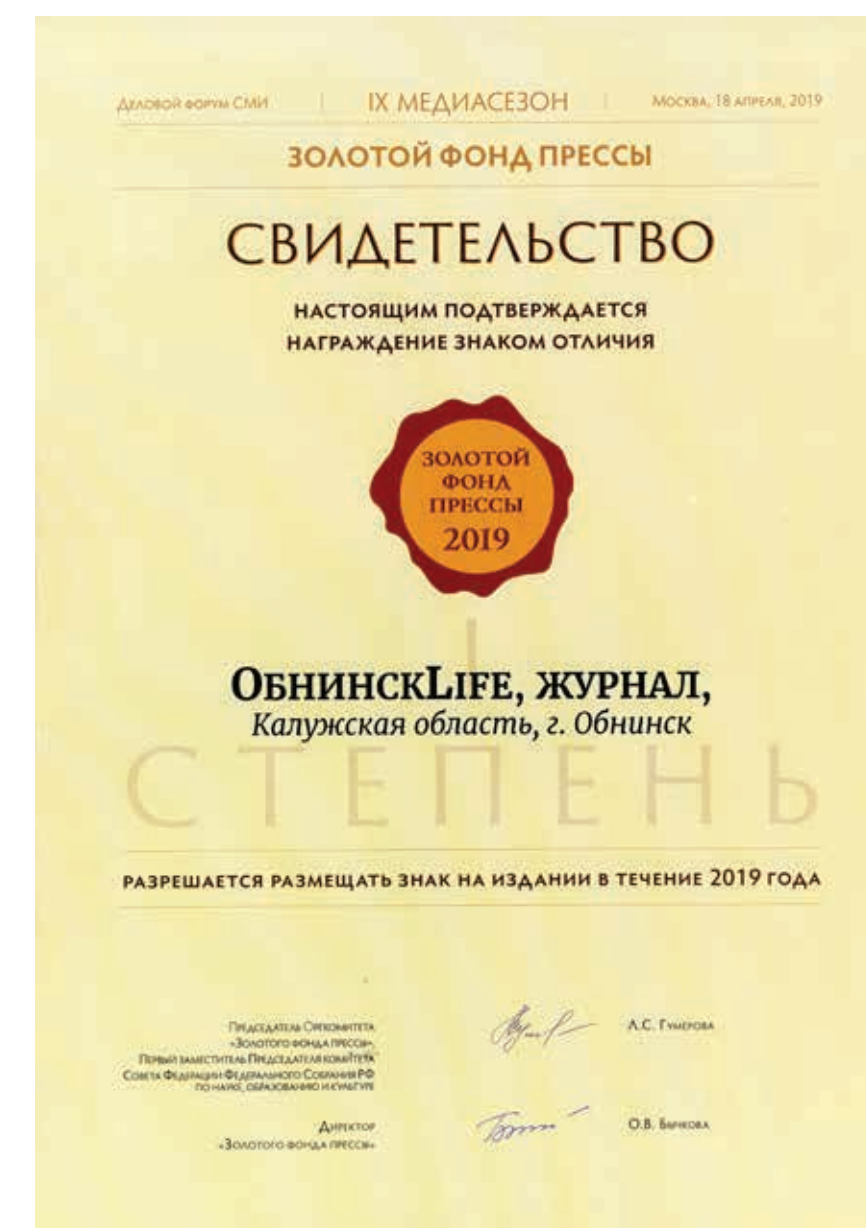 Деловой форум СМИ | IX МЕДИАСЕЗОН | Москва, 18 апреля, 2019
ЗОЛОТОЙ ФОНД ПРЕССЫ
СВИДЕТЕЛЬСТВО
НАСТОЯЩИМ ПОДТВЕРЖДАЕТСЯ
НАГРАЖДЕНИЕ ЗНАКОМ ОТЛИЧИЯ
ЗОЛОТОЙ
ФОНД
ПРЕССЫ
2019
I
ОбнинскLife, журнал,
Калужская область, г. Обнинск
СТЕПЕНЬ
РАЗРЕШАЕТСЯ РАЗМЕЩАТЬ ЗНАК НА ИЗДАНИИ В ТЕЧЕНИЕ 2019 ГОДА
Председатель Оргкомитета
«Золотого фонда прессы»,
Первый заместитель Председателя комитета
Совета Федерации Федерального Собрания РФ
по науке, образованию и культуре
Л.С. Гумерова
Директор
«Золотого фонда прессы»
О.В. Бычкова